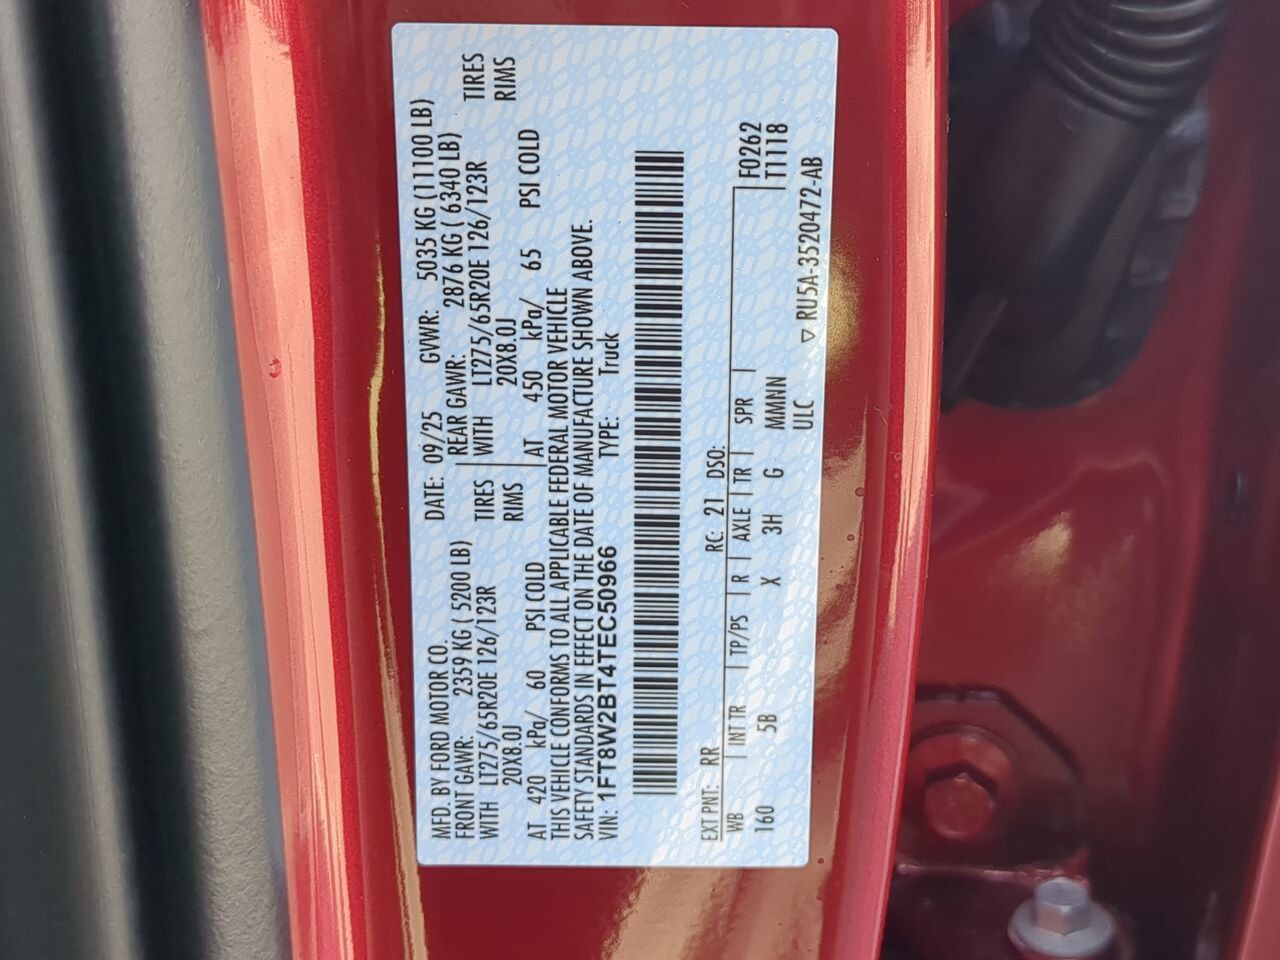 MFD. BY FORD MOTOR CO.
DATE: 09/25 GVWR: 5035 KG (11100 LB)
FRONT GAWR: 2359 KG ( 5200 LB) REAR GAWR: 2876 KG ( 6340 LB)
WITH LT275/65R20E 126/123R TIRES WITH LT275/65R20E 126/123R TIRES
20X8.0J RIMS 20X8.0J RIMS
AT 420 kPa/ 60 PSI COLD AT 450 kPa/ 65 PSI COLD
THIS VEHICLE CONFORMS TO ALL APPLICABLE FEDERAL MOTOR VEHICLE
SAFETY STANDARDS IN EFFECT ON THE DATE OF MANUFACTURE SHOWN ABOVE.
VIN: 1FT8W2BT4TEC50966 TYPE: Truck
EXT PNT: RR RC: 21 DSO: F0262
WB INT TR TP/PS R AXLE TR SPR T1118
160 5B X 3H G MMNN
ULC ▽ RU5A-3520472-AB